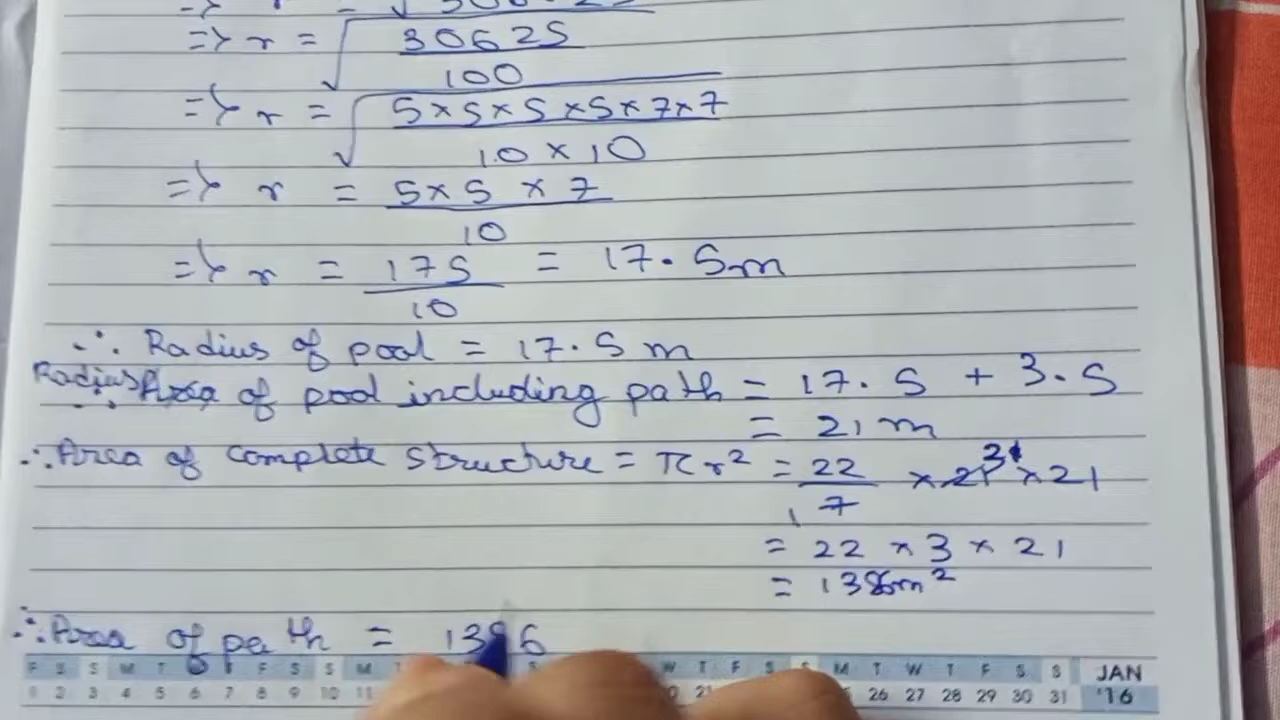 => r = √30625
100
=> r = √5×5×5×5×7×7
10×10
=> r = 5×5×7
10
=> r = 175 = 17.5m
10
∴ Radius of pool = 17.5 m
Radius of pool including path = 17.5 + 3.5
= 21 m
∴ Area of complete structure = πr² = 22 × 21 3 × 21
1 7
= 22 × 3 × 21
= 1386m²
∴ Area of path = 1386
F S S M T W T F S S M T W T F S S M T W T F S S JAN
2 3 4 5 6 7 8 9 10 11 26 27 28 29 30 31 '16